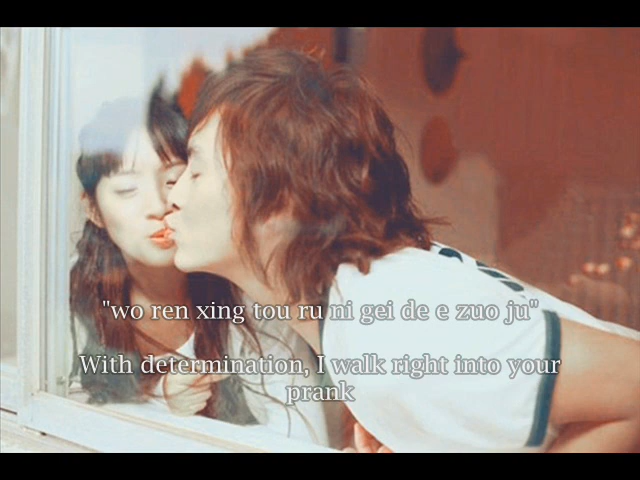 "wo ren xing tou ru ni gei de e zuo ju"
With determination, I walk right into your
prank